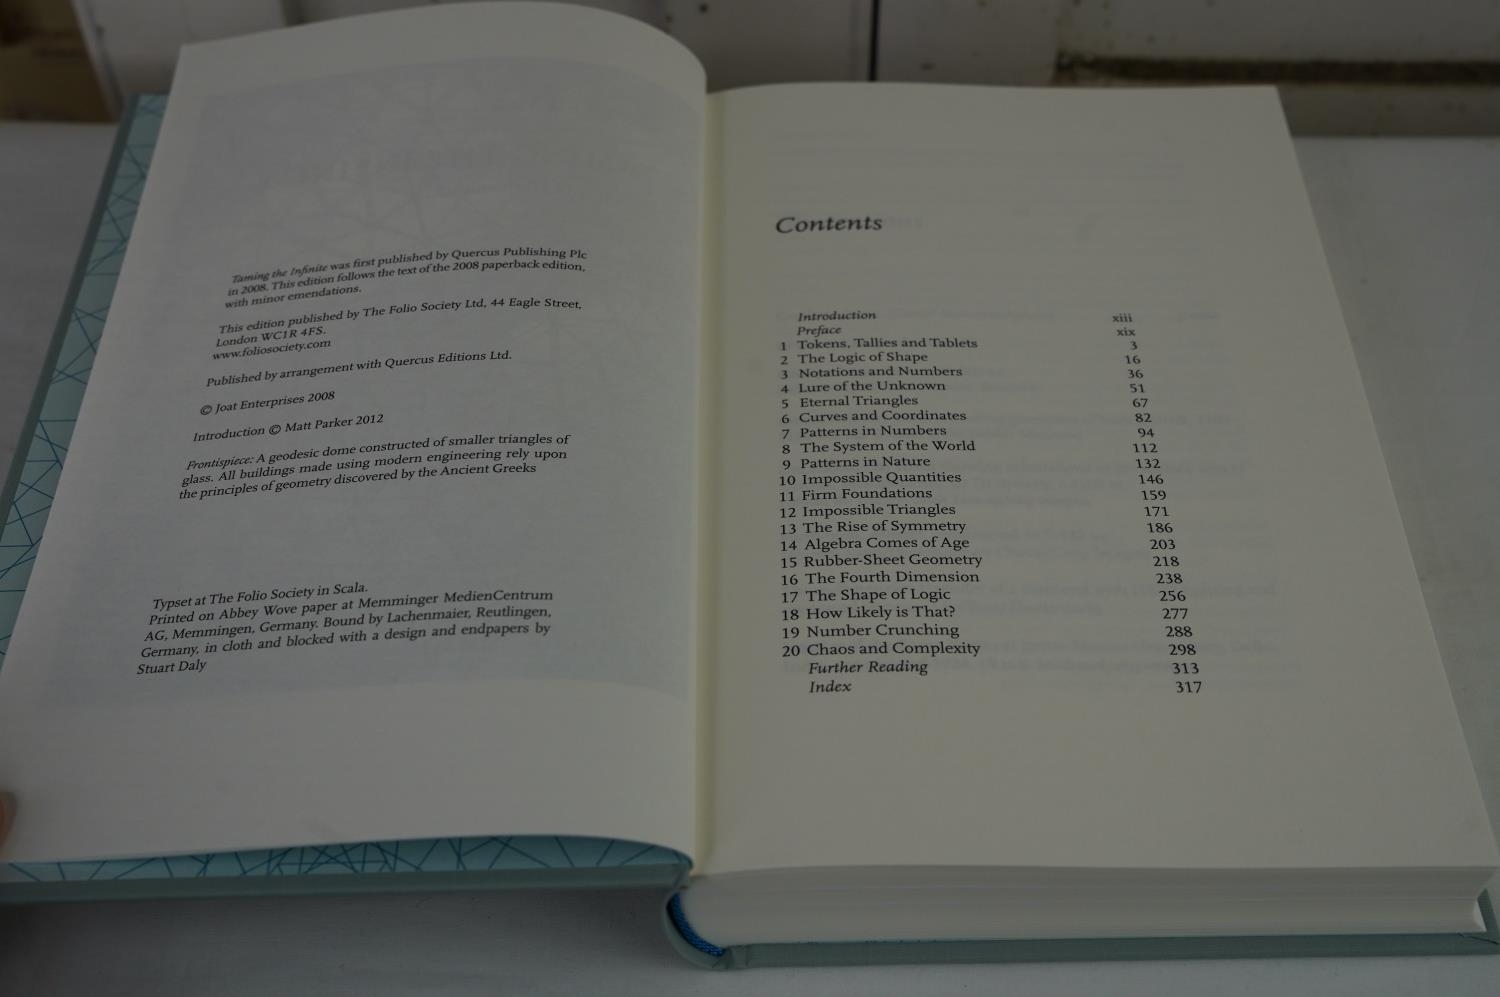 Taming the Infinite was first published by Quercus Publishing Plc
in 2008. This edition follows the text of the 2008 paperback edition,
with minor emendations.
This edition published by The Folio Society Ltd, 44 Eagle Street,
London WC1R 4FS.
www.foliosociety.com
Published by arrangement with Quercus Editions Ltd.
© Joat Enterprises 2008
Introduction © Matt Parker 2012
Frontispiece: A geodesic dome constructed of smaller triangles of
glass. All buildings made using modern engineering rely upon
the principles of geometry discovered by the Ancient Greeks
Typset at The Folio Society in Scala.
Printed on Abbey Wove paper at Memminger MedienCentrum
AG, Memmingen, Germany. Bound by Lachenmaier, Reutlingen,
Germany, in cloth and blocked with a design and endpapers by
Stuart Daly
Contents
Introduction xiii
Preface xix
1 Tokens, Tallies and Tablets 3
2 The Logic of Shape 16
3 Notations and Numbers 36
4 Lure of the Unknown 51
5 Eternal Triangles 67
6 Curves and Coordinates 82
7 Patterns in Numbers 94
8 The System of the World 112
9 Patterns in Nature 132
10 Impossible Quantities 146
11 Firm Foundations 159
12 Impossible Triangles 171
13 The Rise of Symmetry 186
14 Algebra Comes of Age 203
15 Rubber-Sheet Geometry 218
16 The Fourth Dimension 238
17 The Shape of Logic 256
18 How Likely is That? 277
19 Number Crunching 288
20 Chaos and Complexity 298
Further Reading 313
Index 317